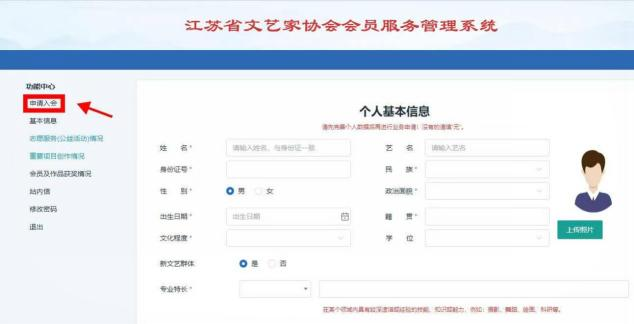 江苏省文艺家协会会员服务管理系统
功能中心
申请入会
基本信息
志愿服务(公益活动)情况
重要项目创作情况
会员及作品获奖情况
站内信
修改密码
退出
个人基本信息
请先完善个人数据后再进行业务申请！没有的请填"无"。
姓 名 * 请输入姓名、与身份证一致 艺 名 请输入艺名
身份证号 * 民 族 *
性 别 * 男 女 政治面貌 *
出生日期 * 出生日期 籍 贯 * 上传照片
文化程度 * 学 位
新文艺群体 是 否
专业特长 *
在某个领域内具有较深造诣或经验的技能、知识或能力，例如：摄影、舞蹈、绘画、科研等。